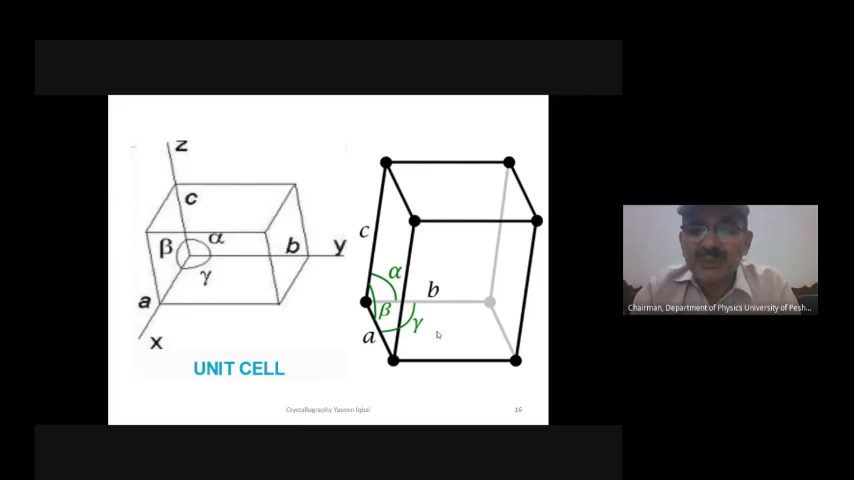 z
c
β
α
b
y
γ
a
x
UNIT CELL
c
α
b
β
γ
a
Crystallography Yaseen Iqbal
16
Chairman, Department of Physics University of Pesh...